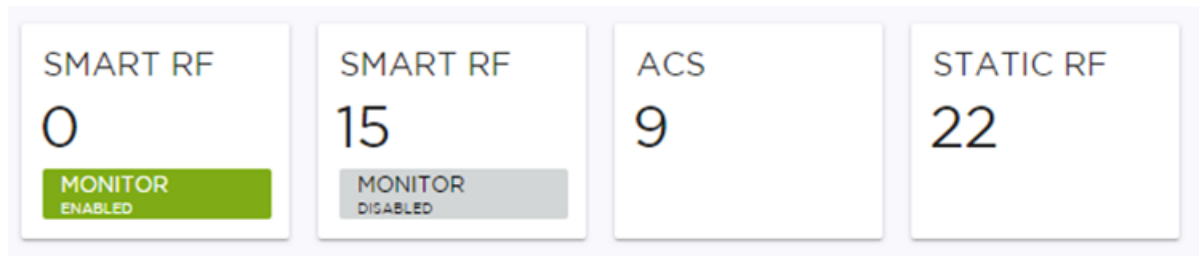 SMART RF
0
MONITOR
ENABLED
SMART RF
15
MONITOR
DISABLED
ACS
9
STATIC RF
22